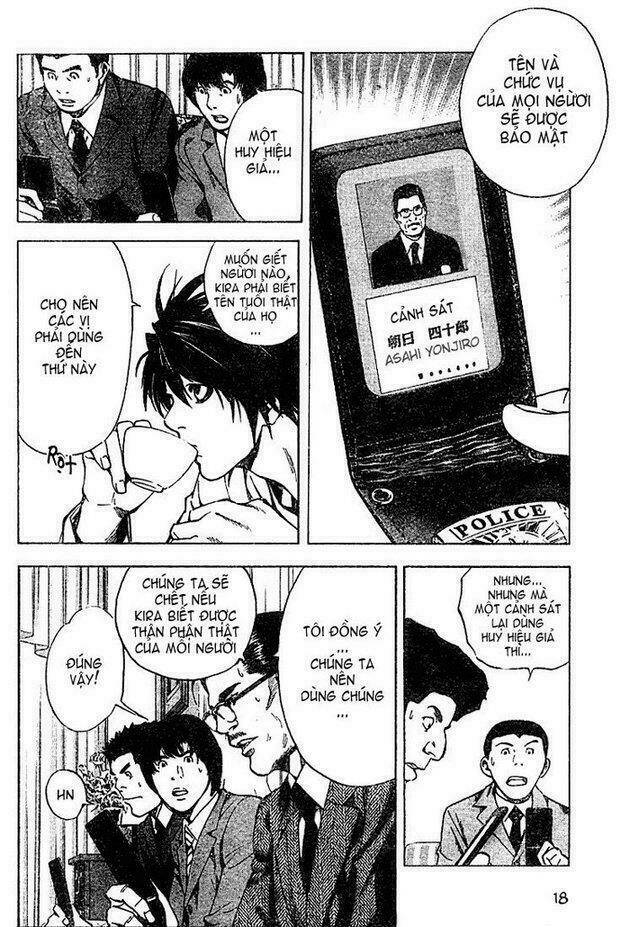 TÊN VÀ
CHỨC VỤ
CỦA MỌI NGƯỜI
SẼ ĐƯỢC
BẢO MẬT
MỘT
HUY HIỆU
GIẢ...
CẢNH SÁT
朝日 四十郎
ASAHI YONJIRO
POLICE
MUỐN GIẾT
NGƯỜI NÀO,
KIRA PHẢI BIẾT
TÊN TUỔI THẬT
CỦA HỌ
...
CHO NÊN
CÁC VỊ
PHẢI DÙNG
ĐẾN
THỨ NÀY
RỘT
NHƯNG...
NHƯNG MÀ
MỘT CẢNH SÁT
LẠI DÙNG
HUY HIỆU GIẢ
THÌ...
TÔI ĐỒNG Ý
...
CHÚNG TA
NÊN
DÙNG CHÚNG
...
CHÚNG TA SẼ
CHẾT NẾU
KIRA BIẾT ĐƯỢC
THÂN PHẬN THẬT
CỦA MỖI NGƯỜI
ĐÚNG
VẬY!
HN
18